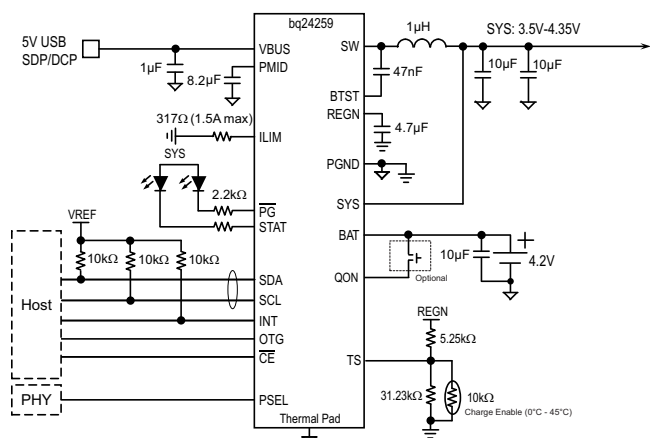 bq24259
5V USB
SDP/DCP
1µF
8.2µF
VBUS
PMID
317Ω (1.5A max)
ILIM
SYS
2.2kΩ
PG
STAT
VREF
10kΩ
10kΩ
10kΩ
Host
SDA
SCL
INT
OTG
CE
PHY
PSEL
Thermal Pad
SW
1µH
SYS: 3.5V-4.35V
10µF
10µF
47nF
BTST
REGN
4.7µF
PGND
SYS
BAT
QON
Optional
10µF
+
4.2V
REGN
5.25kΩ
TS
31.23kΩ
10kΩ
Charge Enable (0°C - 45°C)